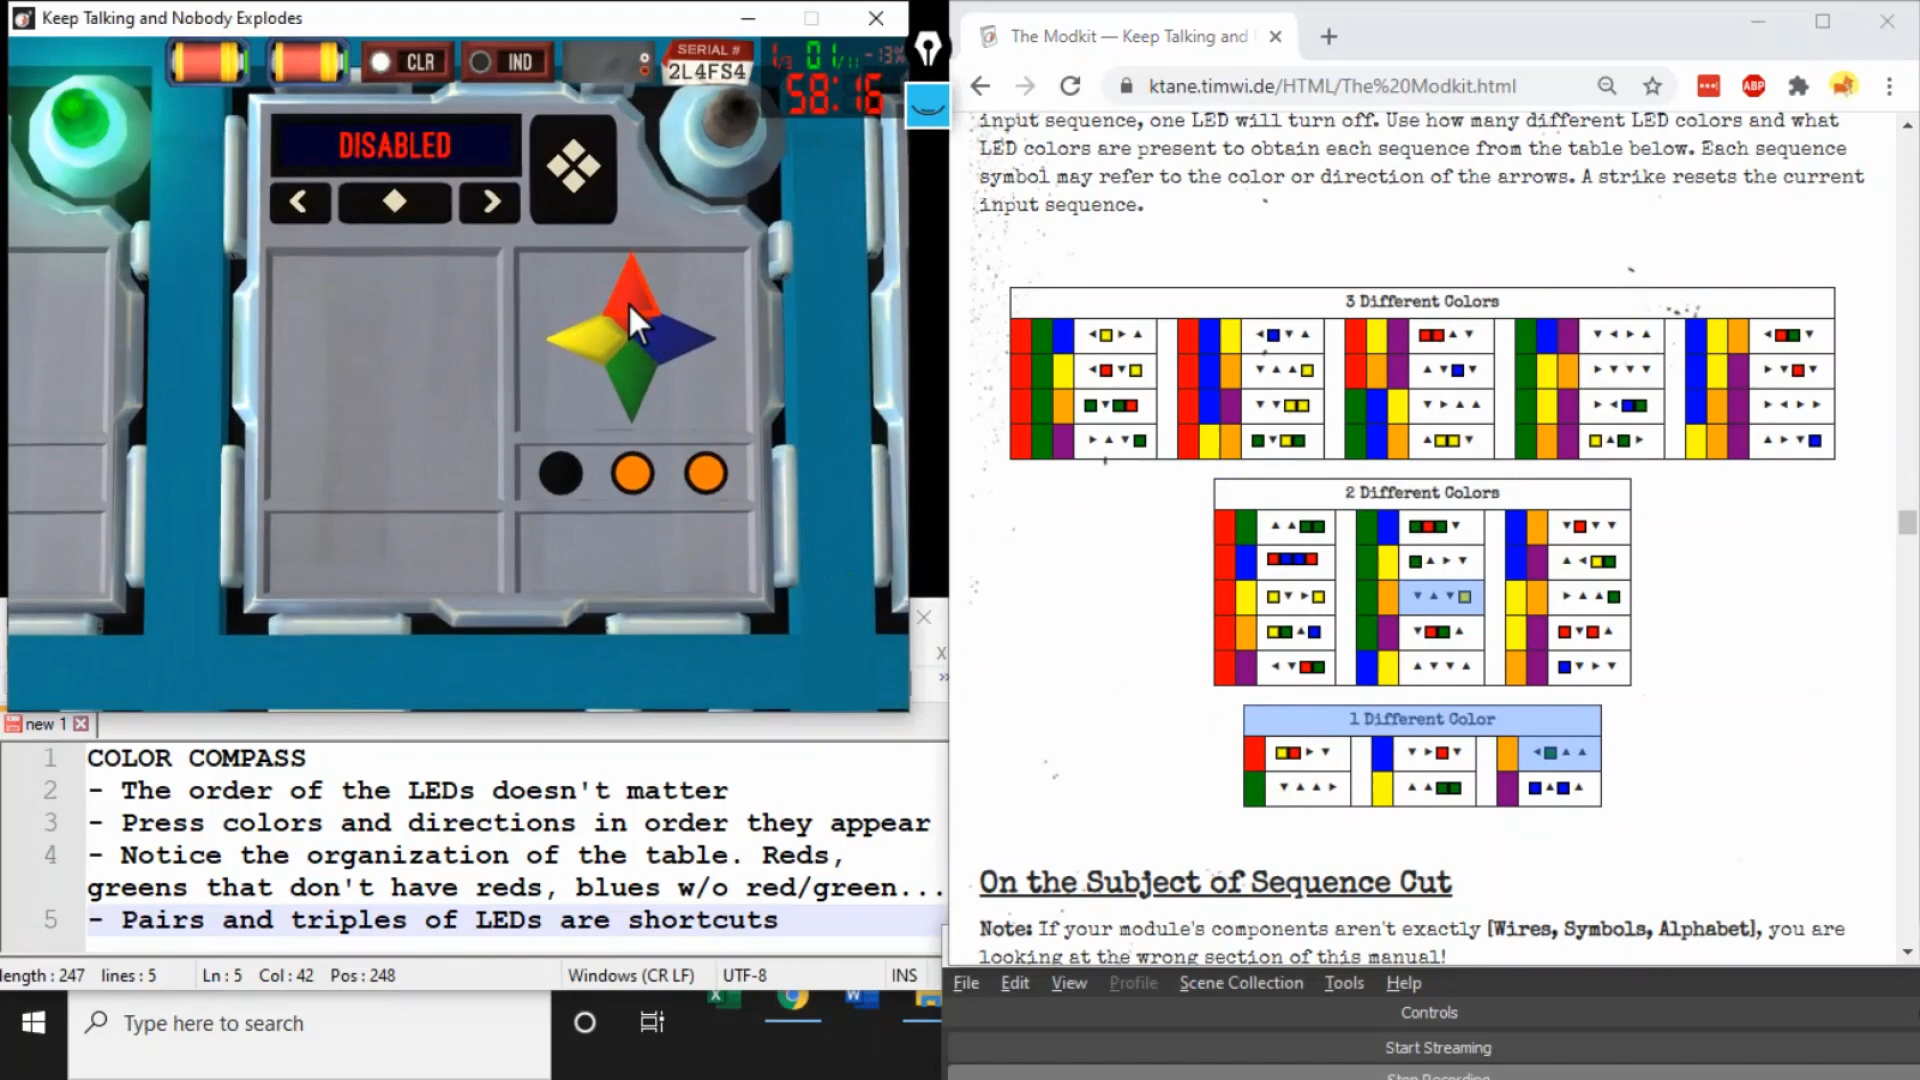 Keep Talking and Nobody Explodes
CLR
IND
SERIAL #
2L4FS4
1/3 01/11 -13%
58:16
DISABLED
new 1
1 COLOR COMPASS
2 - The order of the LEDs doesn't matter
3 - Press colors and directions in order they appear
4 - Notice the organization of the table. Reds,
greens that don't have reds, blues w/o red/green...
5 - Pairs and triples of LEDs are shortcuts
length : 247 lines : 5 Ln : 5 Col : 42 Pos : 248 Windows (CR LF) UTF-8 INS
Type here to search
The Modkit — Keep Talking and
ktane.timwi.de/HTML/The%20Modkit.html
ABP
input sequence, one LED will turn off. Use how many different LED colors and what
LED colors are present to obtain each sequence from the table below. Each sequence
symbol may refer to the color or direction of the arrows. A strike resets the current
input sequence.
3 Different Colors
2 Different Colors
1 Different Color
On the Subject of Sequence Cut
Note: If your module's components aren't exactly [Wires, Symbols, Alphabet], you are
looking at the wrong section of this manual!
File Edit View Profile Scene Collection Tools Help
Controls
Start Streaming
Stop Recording